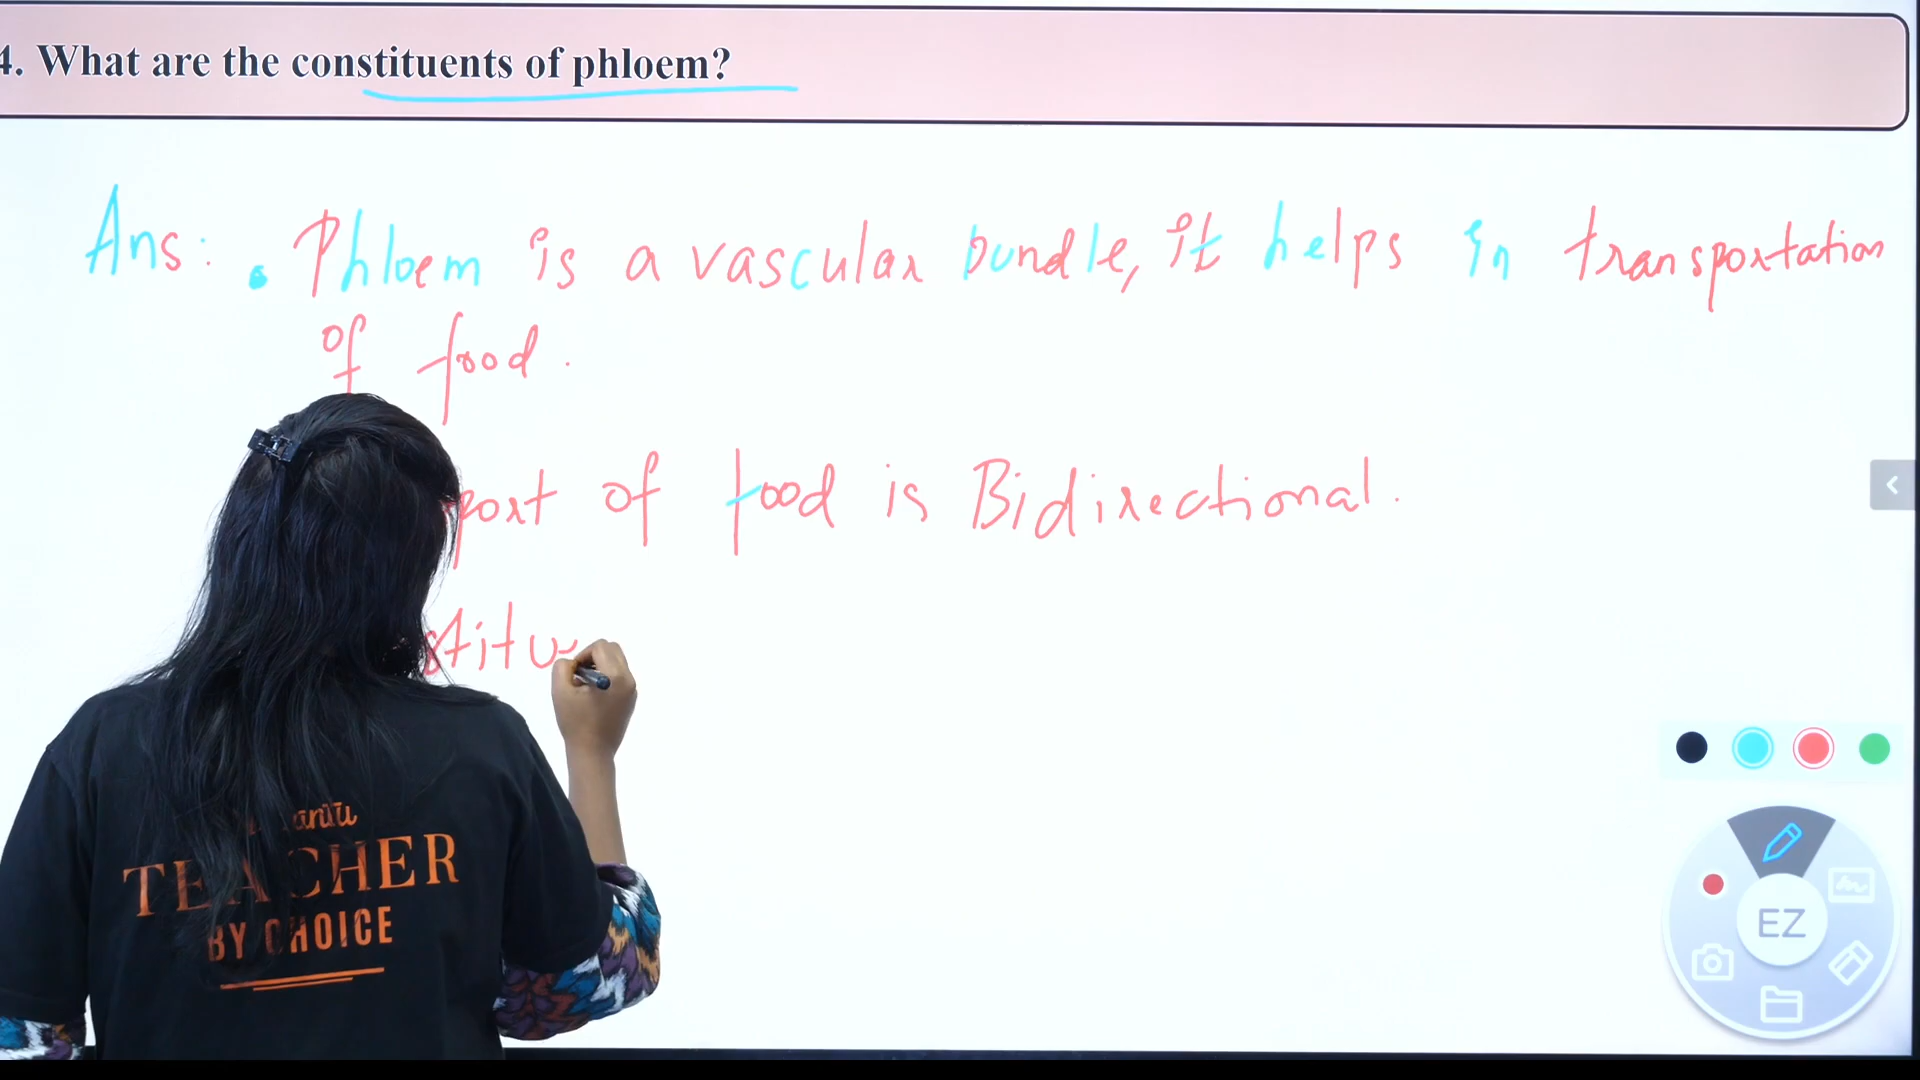 4. What are the constituents of phloem?
Ans: . Phloem is a vascular bundle, it helps in transportation
of food.
port of food is Bidirectional.
stitu
TEACHER
BY CHOICE
EZ